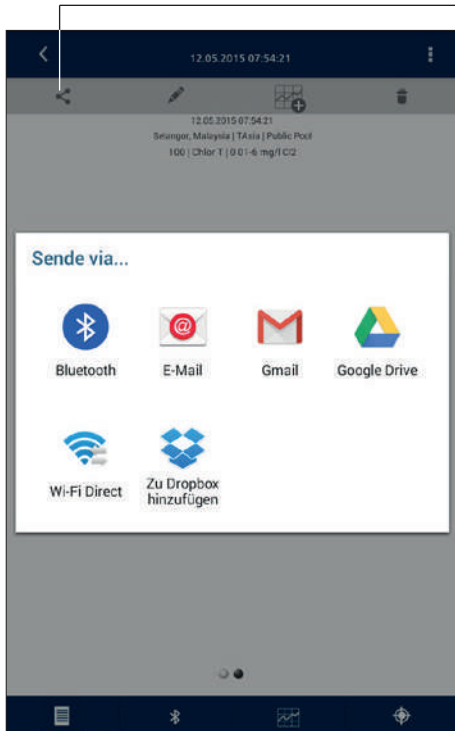 12.05.2015 07:54:21
12.05.2015 07:54:21
Selangor, Malaysia | TAsia | Public Pool
100 | Chlor T | 0.01-6 mg/l Cl2
Sende via...
Bluetooth
E-Mail
Gmail
Google Drive
Wi-Fi Direct
Zu Dropbox
hinzufügen